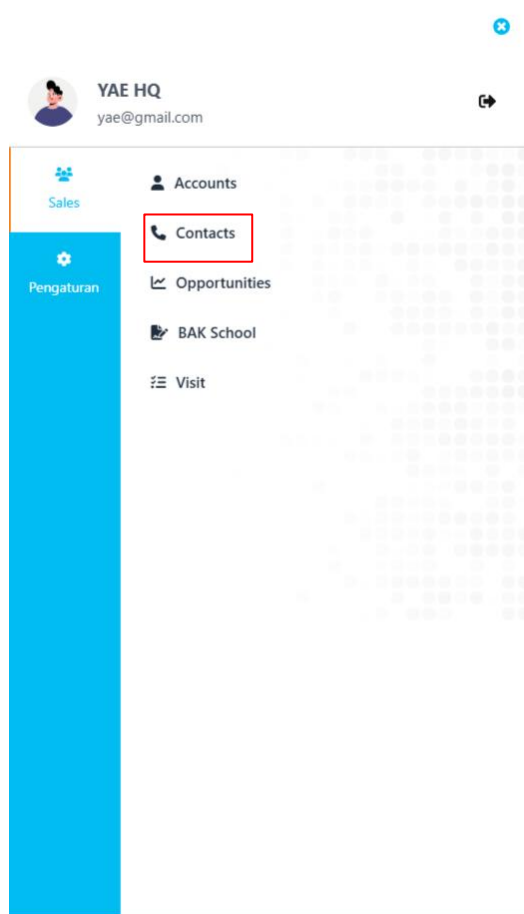 YAE HQ
yae@gmail.com
Sales
Pengaturan
Accounts
Contacts
Opportunities
BAK School
Visit